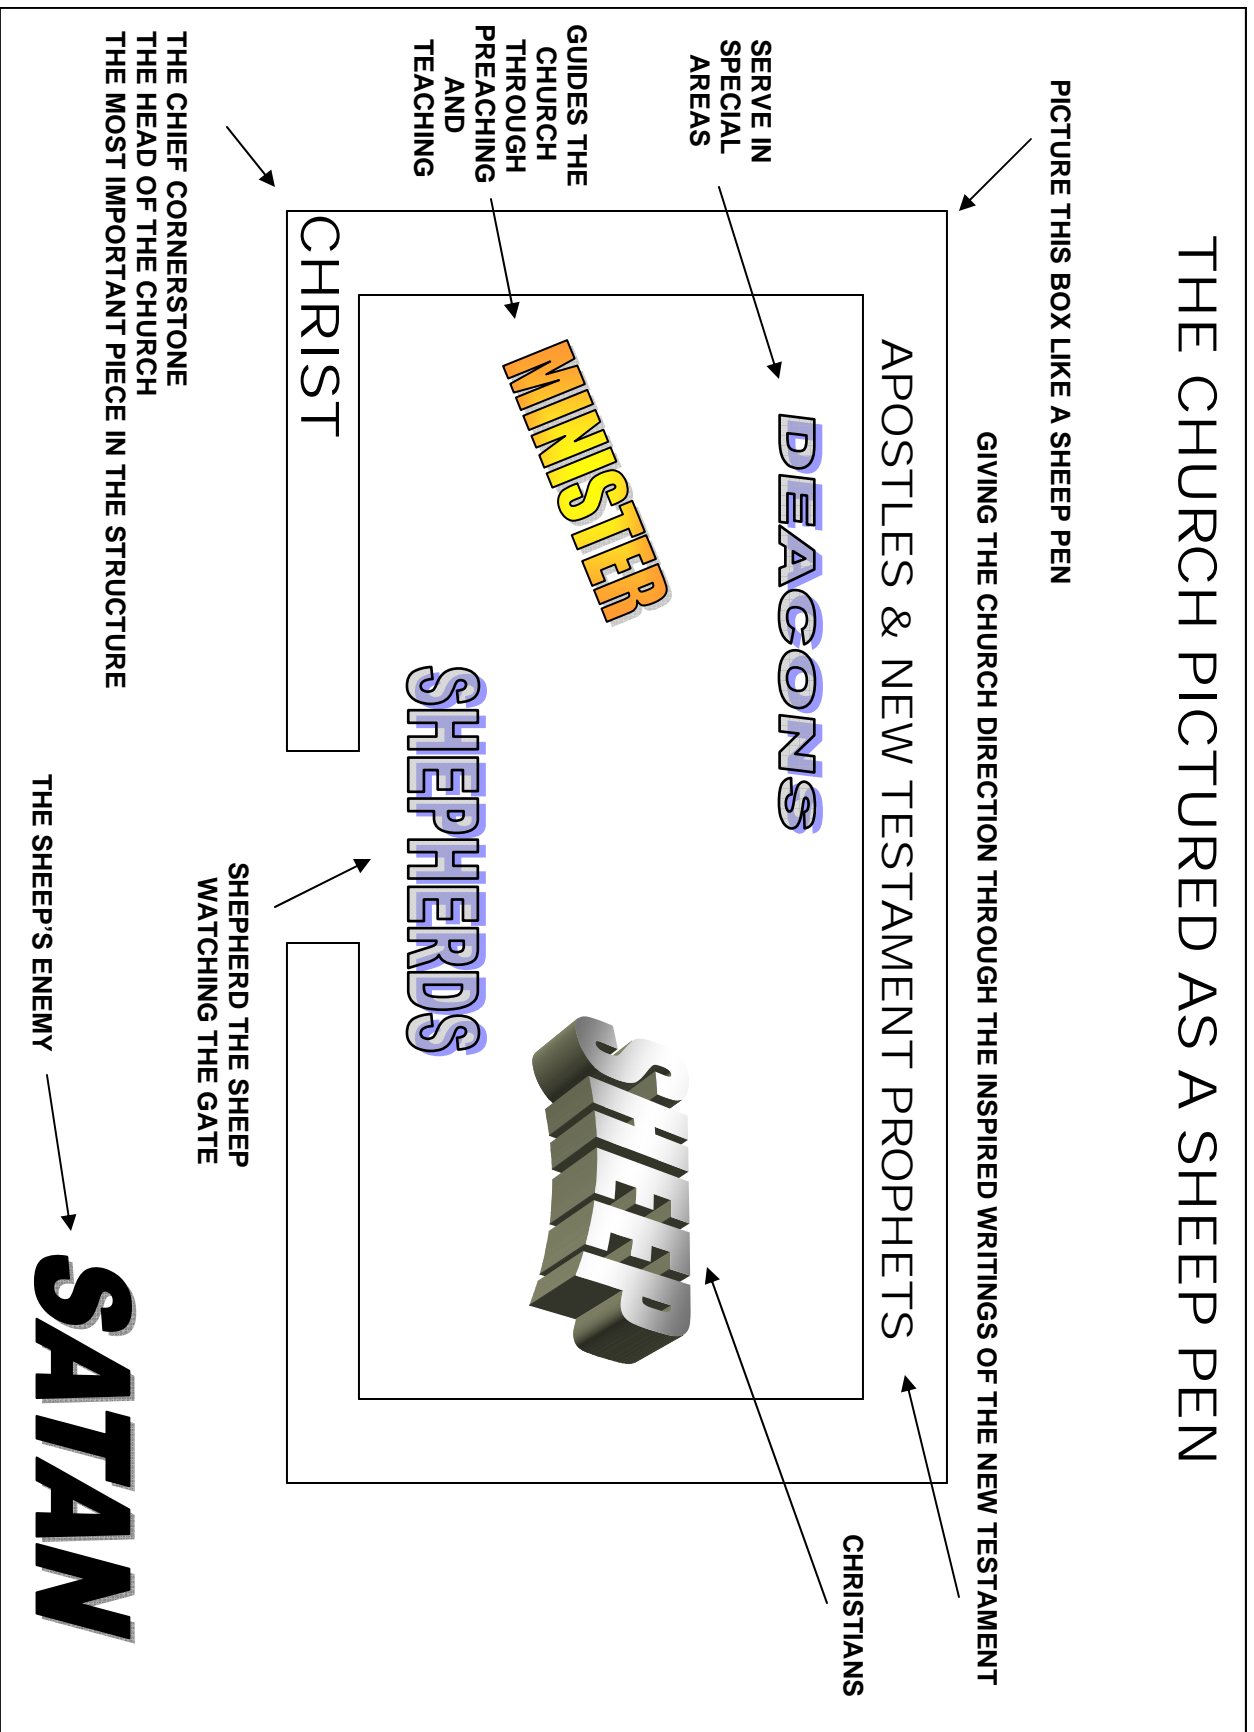 THE CHURCH PICTURED AS A SHEEP PEN
PICTURE THIS BOX LIKE A SHEEP PEN
GIVING THE CHURCH DIRECTION THROUGH THE INSPIRED WRITINGS OF THE NEW TESTAMENT
APOSTLES & NEW TESTAMENT PROPHETS
SERVE IN
SPECIAL
AREAS
DEACONS
CHRISTIANS
GUIDES THE
CHURCH
THROUGH
PREACHING
AND
TEACHING
MINISTER
SHEEP
SHEPHERDS
CHRIST
SHEPHERD THE SHEEP
WATCHING THE GATE
THE CHIEF CORNERSTONE
THE HEAD OF THE CHURCH
THE MOST IMPORTANT PIECE IN THE STRUCTURE
THE SHEEP'S ENEMY
SATAN